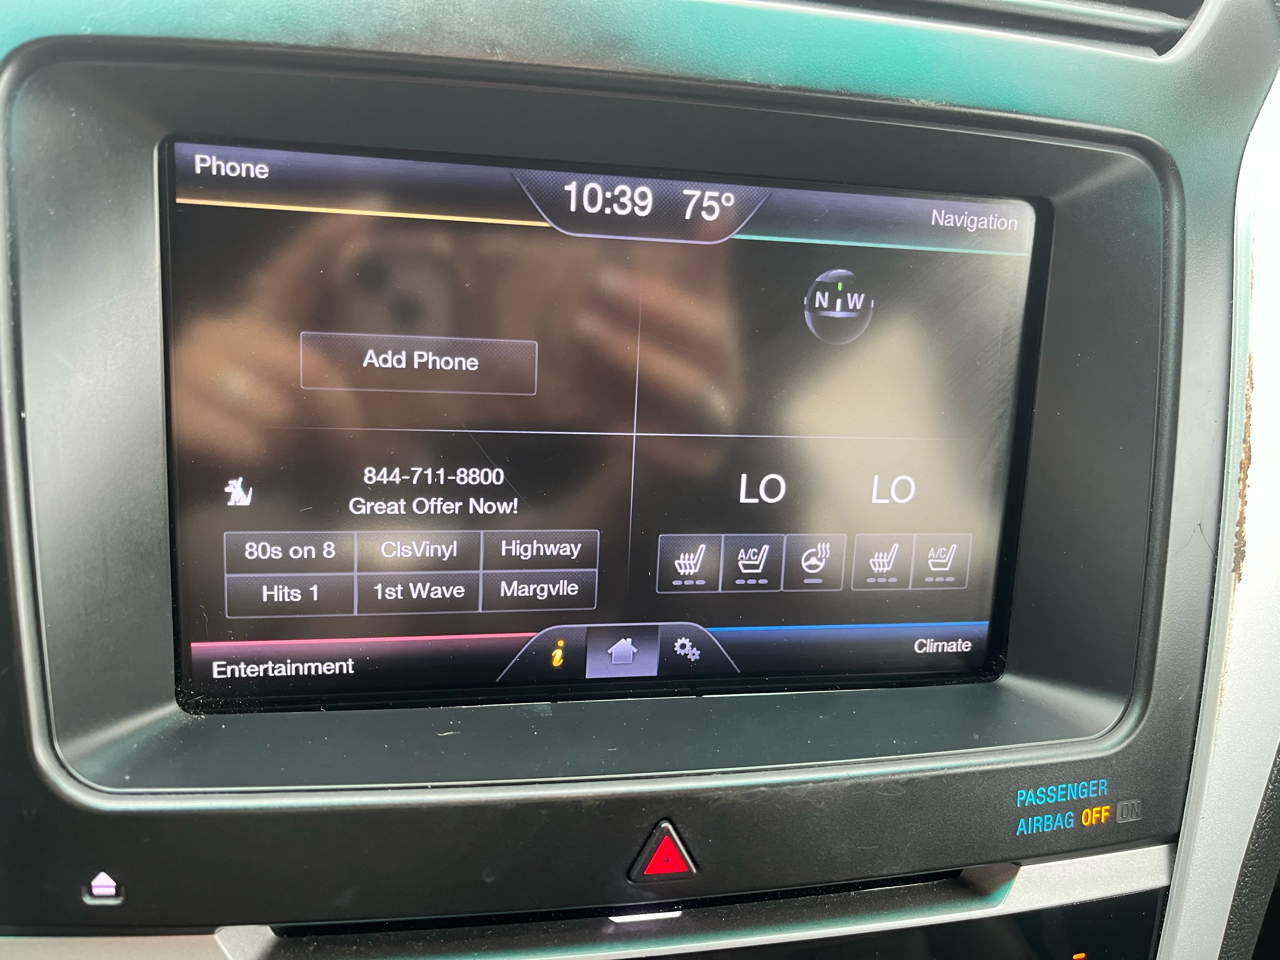 Phone
10:39 75°
Navigation
N W
Add Phone
844-711-8800
Great Offer Now!
80s on 8 ClsVinyl Highway
Hits 1 1st Wave Margvlle
LO LO
A/C A/C
Entertainment
i
Climate
PASSENGER
AIRBAG OFF ON